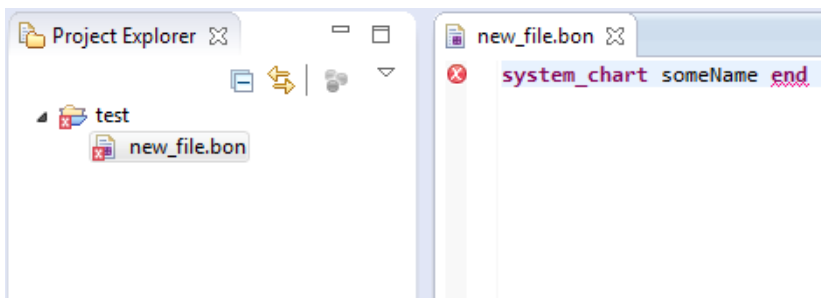 Project Explorer
test
new_file.bon
new_file.bon
system_chart someName end